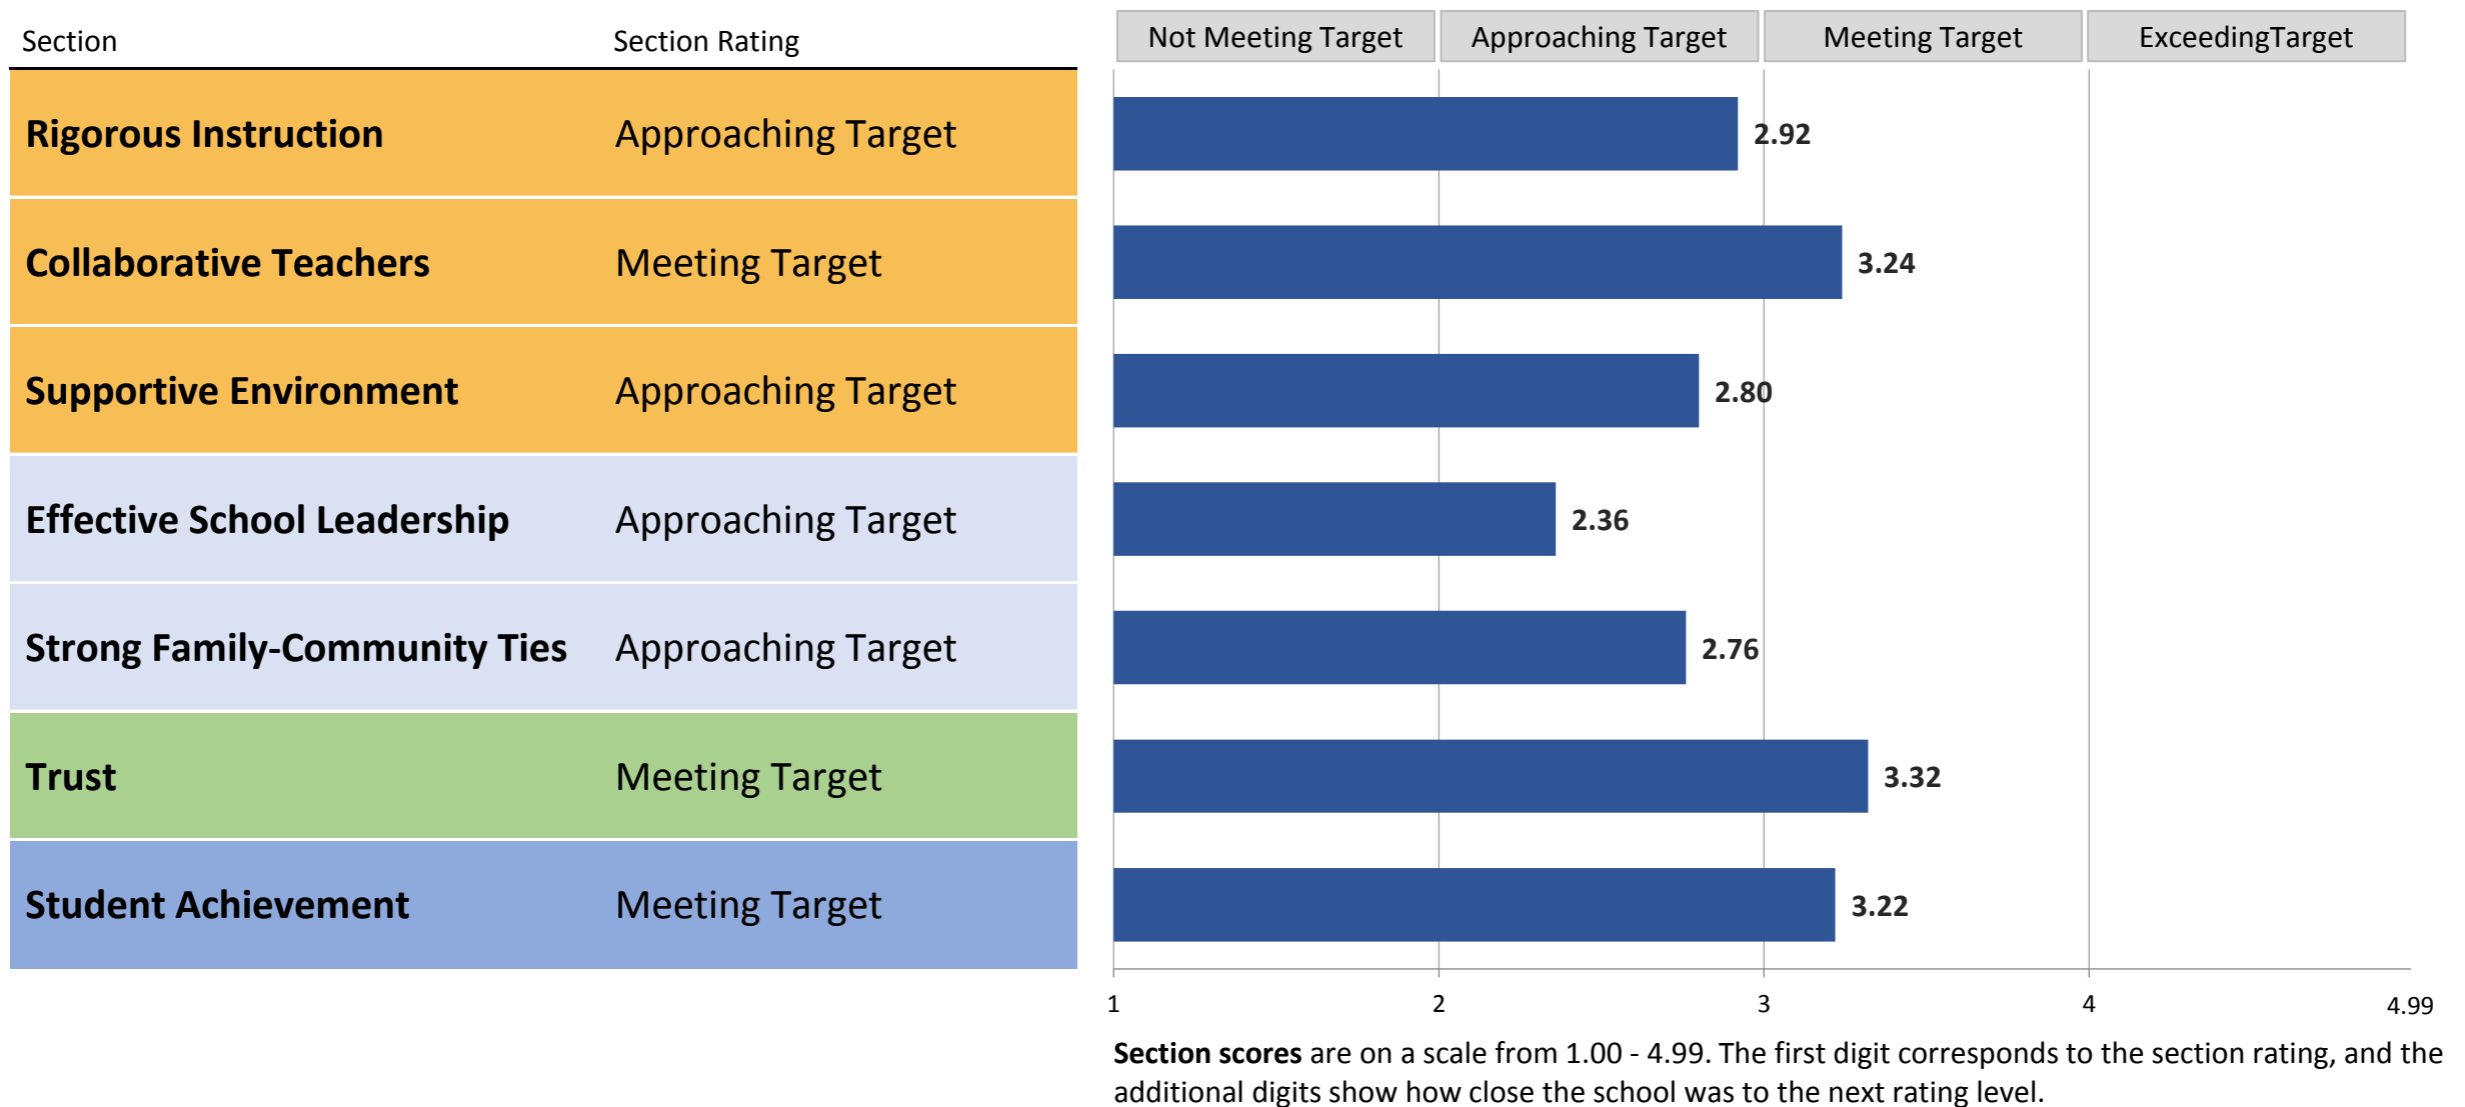 Section Section Rating Not Meeting Target Approaching Target Meeting Target ExceedingTarget
Rigorous Instruction Approaching Target 2.92
Collaborative Teachers Meeting Target 3.24
Supportive Environment Approaching Target 2.80
Effective School Leadership Approaching Target 2.36
Strong Family-Community Ties Approaching Target 2.76
Trust Meeting Target 3.32
Student Achievement Meeting Target 3.22
1 2 3 4 4.99
Section scores are on a scale from 1.00 - 4.99. The first digit corresponds to the section rating, and the
additional digits show how close the school was to the next rating level.